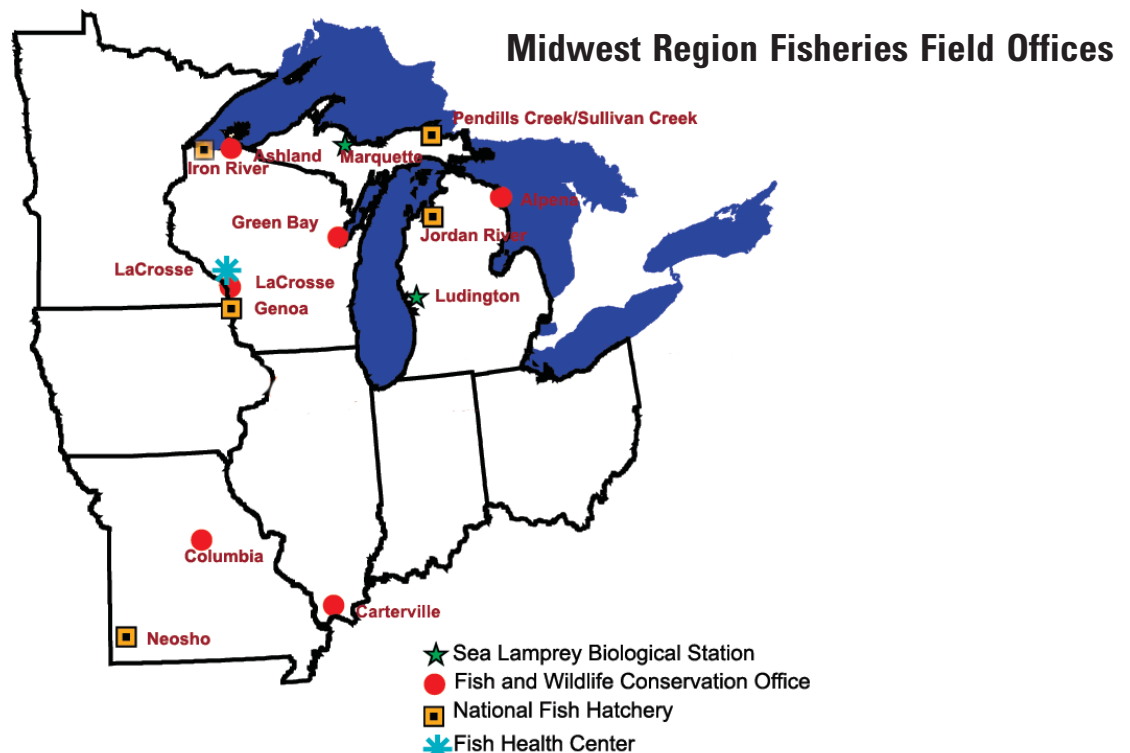 Midwest Region Fisheries Field Offices
Pendills Creek/Sullivan Creek
Ashland
Marquette
Iron River
Alpena
Green Bay
Jordan River
LaCrosse
LaCrosse
Ludington
Genoa
Columbia
Carterville
Neosho
Sea Lamprey Biological Station
Fish and Wildlife Conservation Office
National Fish Hatchery
Fish Health Center